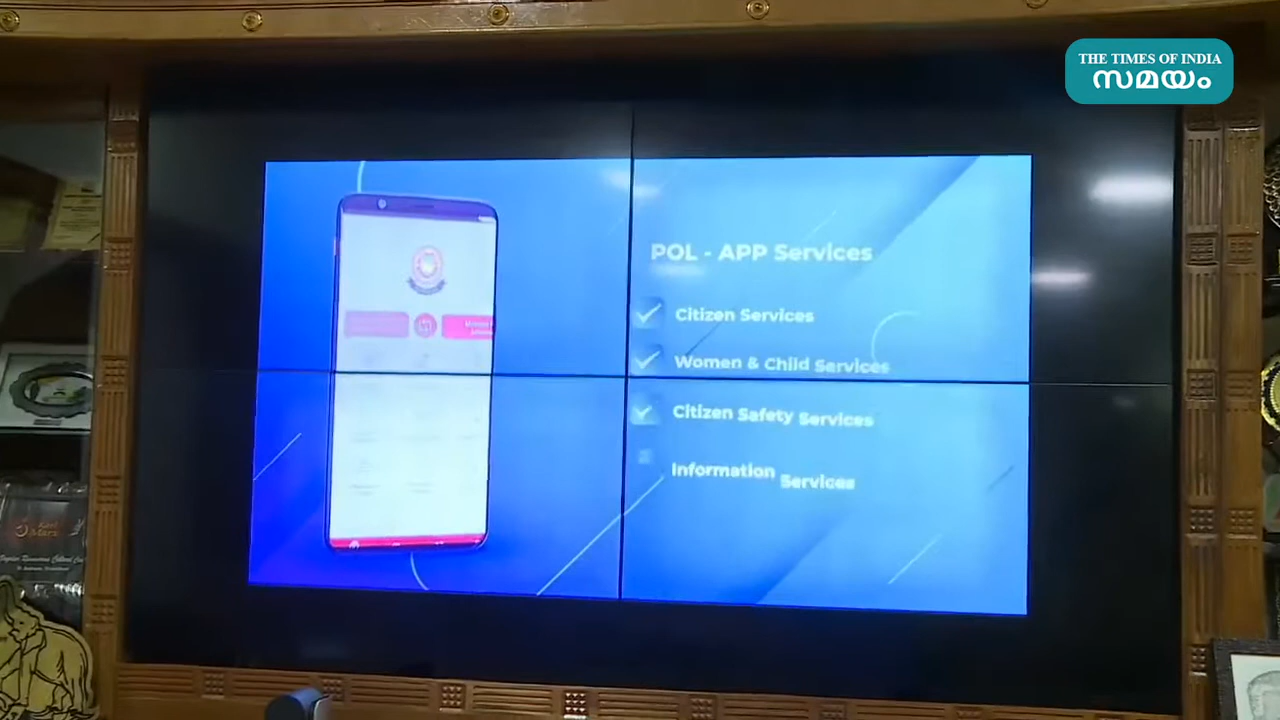 THE TIMES OF INDIA
സമയം
POL - APP Services
Citizen Services
Women & Child Services
Citizen Safety Services
Information Services